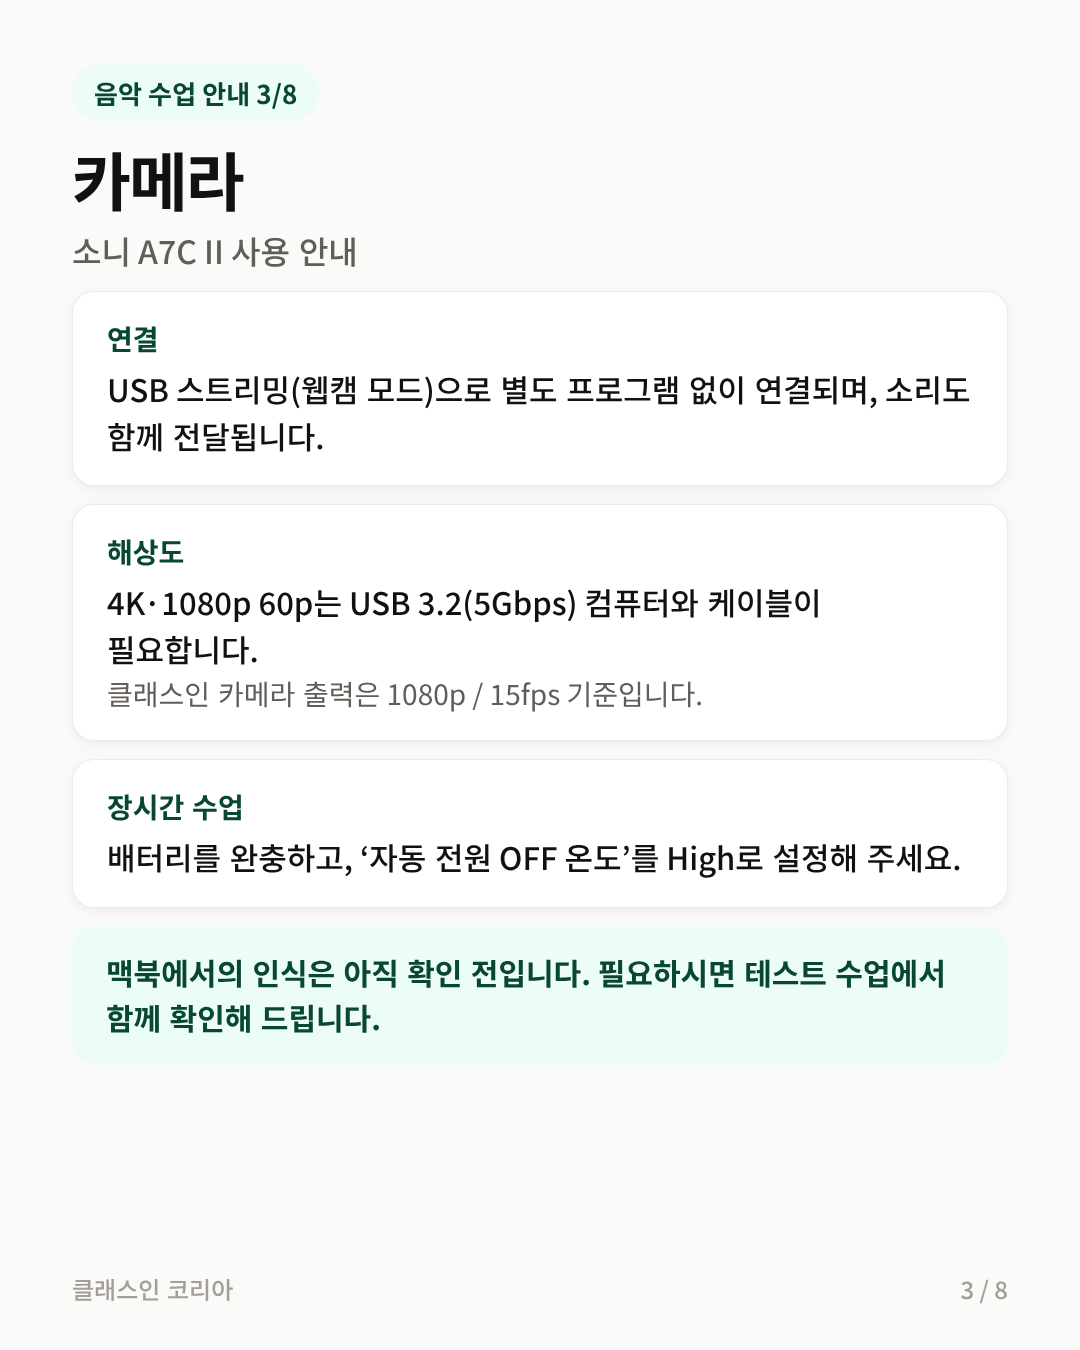 음악 수업 안내 3/8
카메라
소니 A7C II 사용 안내
연결
USB 스트리밍(웹캠 모드)으로 별도 프로그램 없이 연결되며, 소리도
함께 전달됩니다.
해상도
4K·1080p 60p는 USB 3.2(5Gbps) 컴퓨터와 케이블이
필요합니다.
클래스인 카메라 출력은 1080p / 15fps 기준입니다.
장시간 수업
배터리를 완충하고, ‘자동 전원 OFF 온도’를 High로 설정해 주세요.
맥북에서의 인식은 아직 확인 전입니다. 필요하시면 테스트 수업에서
함께 확인해 드립니다.
클래스인 코리아
3 / 8